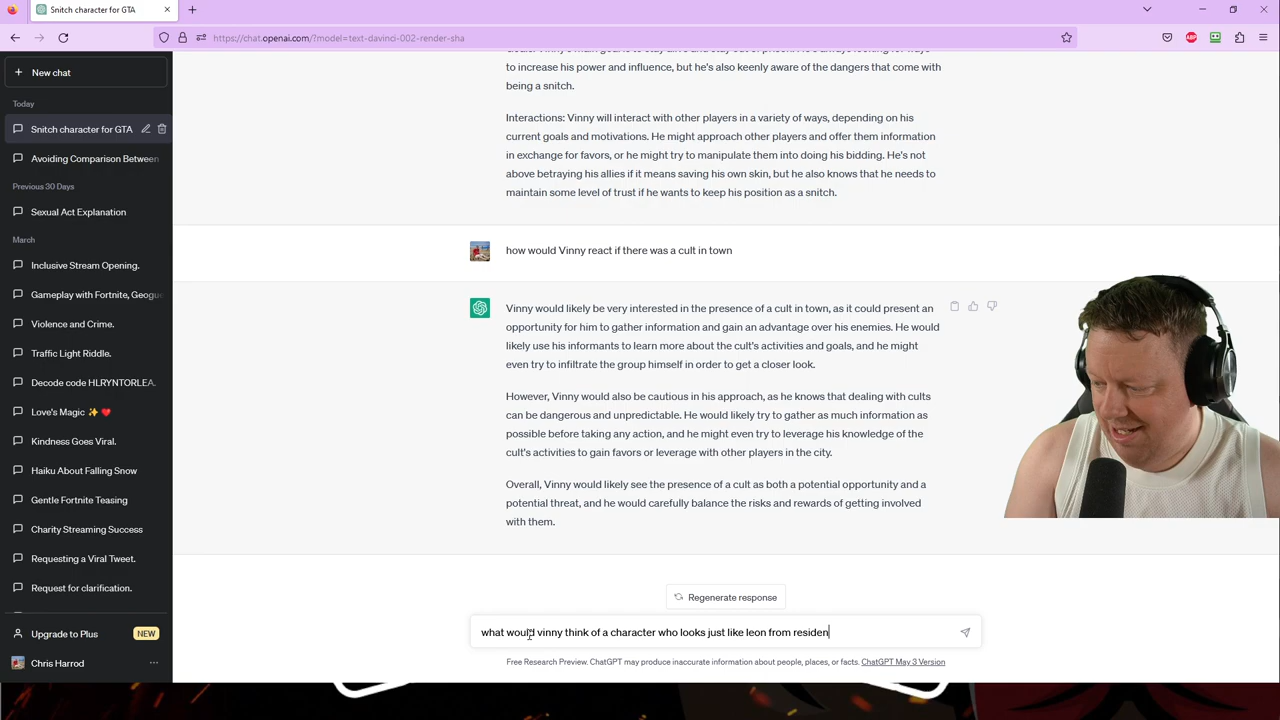 Snitch character for GTA
https://chat.openai.com/?model=text-davinci-002-render-sha
New chat
Today
Snitch character for GTA
Avoiding Comparison Between
Previous 30 Days
Sexual Act Explanation
March
Inclusive Stream Opening.
Gameplay with Fortnite, Geogue
Violence and Crime.
Traffic Light Riddle.
Decode code HLRYNTORLEA.
Love's Magic ✨ ❤️
Kindness Goes Viral.
Haiku About Falling Snow
Gentle Fortnite Teasing
Charity Streaming Success
Requesting a Viral Tweet.
Request for clarification.
Upgrade to Plus
NEW
Chris Harrod
to increase his power and influence, but he's also keenly aware of the dangers that come with
being a snitch.
Interactions: Vinny will interact with other players in a variety of ways, depending on his
current goals and motivations. He might approach other players and offer them information
in exchange for favors, or he might try to manipulate them into doing his bidding. He's not
above betraying his allies if it means saving his own skin, but he also knows that he needs to
maintain some level of trust if he wants to keep his position as a snitch.
how would Vinny react if there was a cult in town
Vinny would likely be very interested in the presence of a cult in town, as it could present an
opportunity for him to gather information and gain an advantage over his enemies. He would
likely use his informants to learn more about the cult's activities and goals, and he might
even try to infiltrate the group himself in order to get a closer look.
However, Vinny would also be cautious in his approach, as he knows that dealing with cults
can be dangerous and unpredictable. He would likely try to gather as much information as
possible before taking any action, and he might even try to leverage his knowledge of the
cult's activities to gain favors or leverage with other players in the city.
Overall, Vinny would likely see the presence of a cult as both a potential opportunity and a
potential threat, and he would carefully balance the risks and rewards of getting involved
with them.
Regenerate response
what would vinny think of a character who looks just like leon from residen
Free Research Preview. ChatGPT may produce inaccurate information about people, places, or facts. ChatGPT May 3 Version